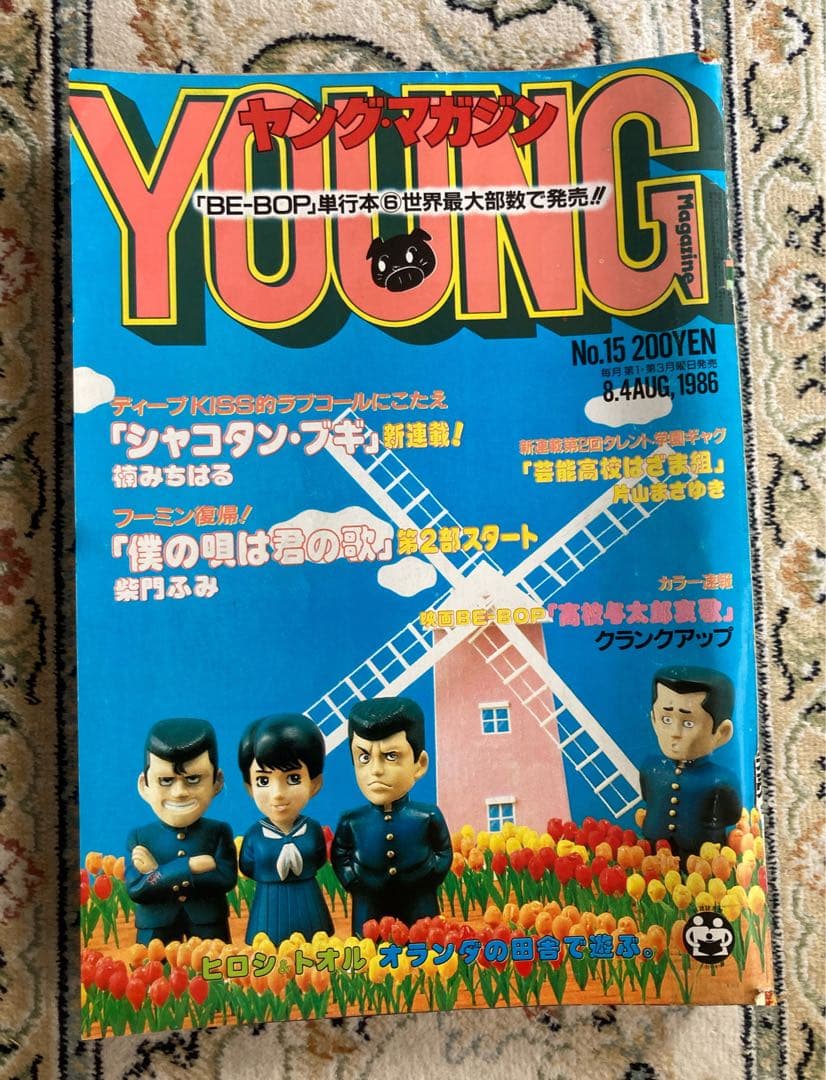 YOUNG
ヤング・マガジン
Magazine
「BE-BOP」単行本⑥世界最大部数で発売!!
No.15 200YEN
毎月第1・第3月曜日発売
8.4AUG,1986
ディープKISS的ラブコールにこたえ
「シャコタン・ブギ」新連載!
楠みちはる
新連載第2回タレント学園ギャグ
「芸能高校はざま組」
片山まさゆき
フーミン復帰!
「僕の唄は君の歌」第2部スタート
柴門ふみ
カラー速報
映画BE-BOP「高校与太郎哀歌」
クランクアップ
ヒロシ&トオル オランダの田舎で遊ぶ。